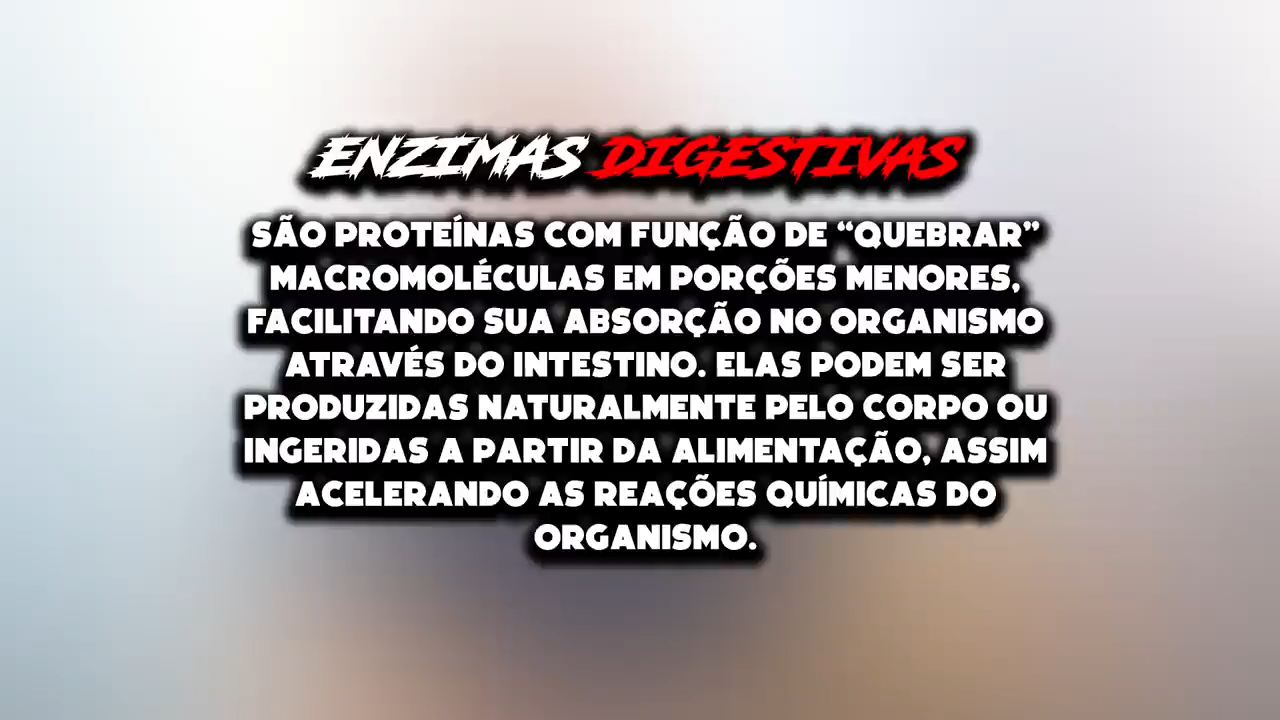 ENZIMAS DIGESTIVAS
SÃO PROTEÍNAS COM FUNÇÃO DE “QUEBRAR”
MACROMOLÉCULAS EM PORÇÕES MENORES,
FACILITANDO SUA ABSORÇÃO NO ORGANISMO
ATRAVÉS DO INTESTINO. ELAS PODEM SER
PRODUZIDAS NATURALMENTE PELO CORPO OU
INGERIDAS A PARTIR DA ALIMENTAÇÃO, ASSIM
ACELERANDO AS REAÇÕES QUÍMICAS DO
ORGANISMO.